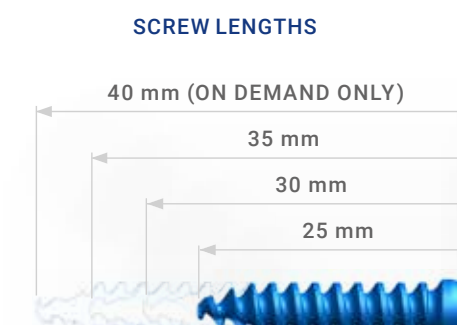 SCREW LENGTHS
40 mm (ON DEMAND ONLY)
35 mm
30 mm
25 mm